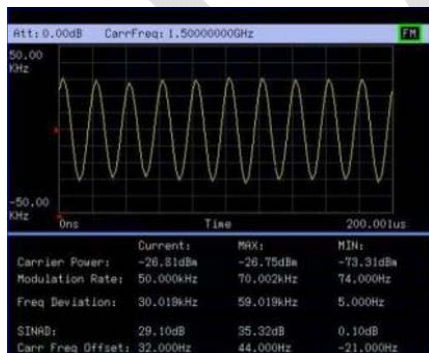 Att: 0.00dB CarrFreq: 1.50000000GHz FM
50.00
KHz
-50.00
KHz
0ns Time 200.001us
Current: MAX: MIN:
Carrier Power: -26.81dBm -26.75dBm -73.31dBm
Modulation Rate: 50.000kHz 70.002kHz 74.000Hz
Freq Deviation: 30.019kHz 59.019kHz 5.000Hz
SINAD: 29.10dB 35.32dB 0.10dB
Carr Freq Offset: 32.000Hz 44.000Hz -21.000Hz